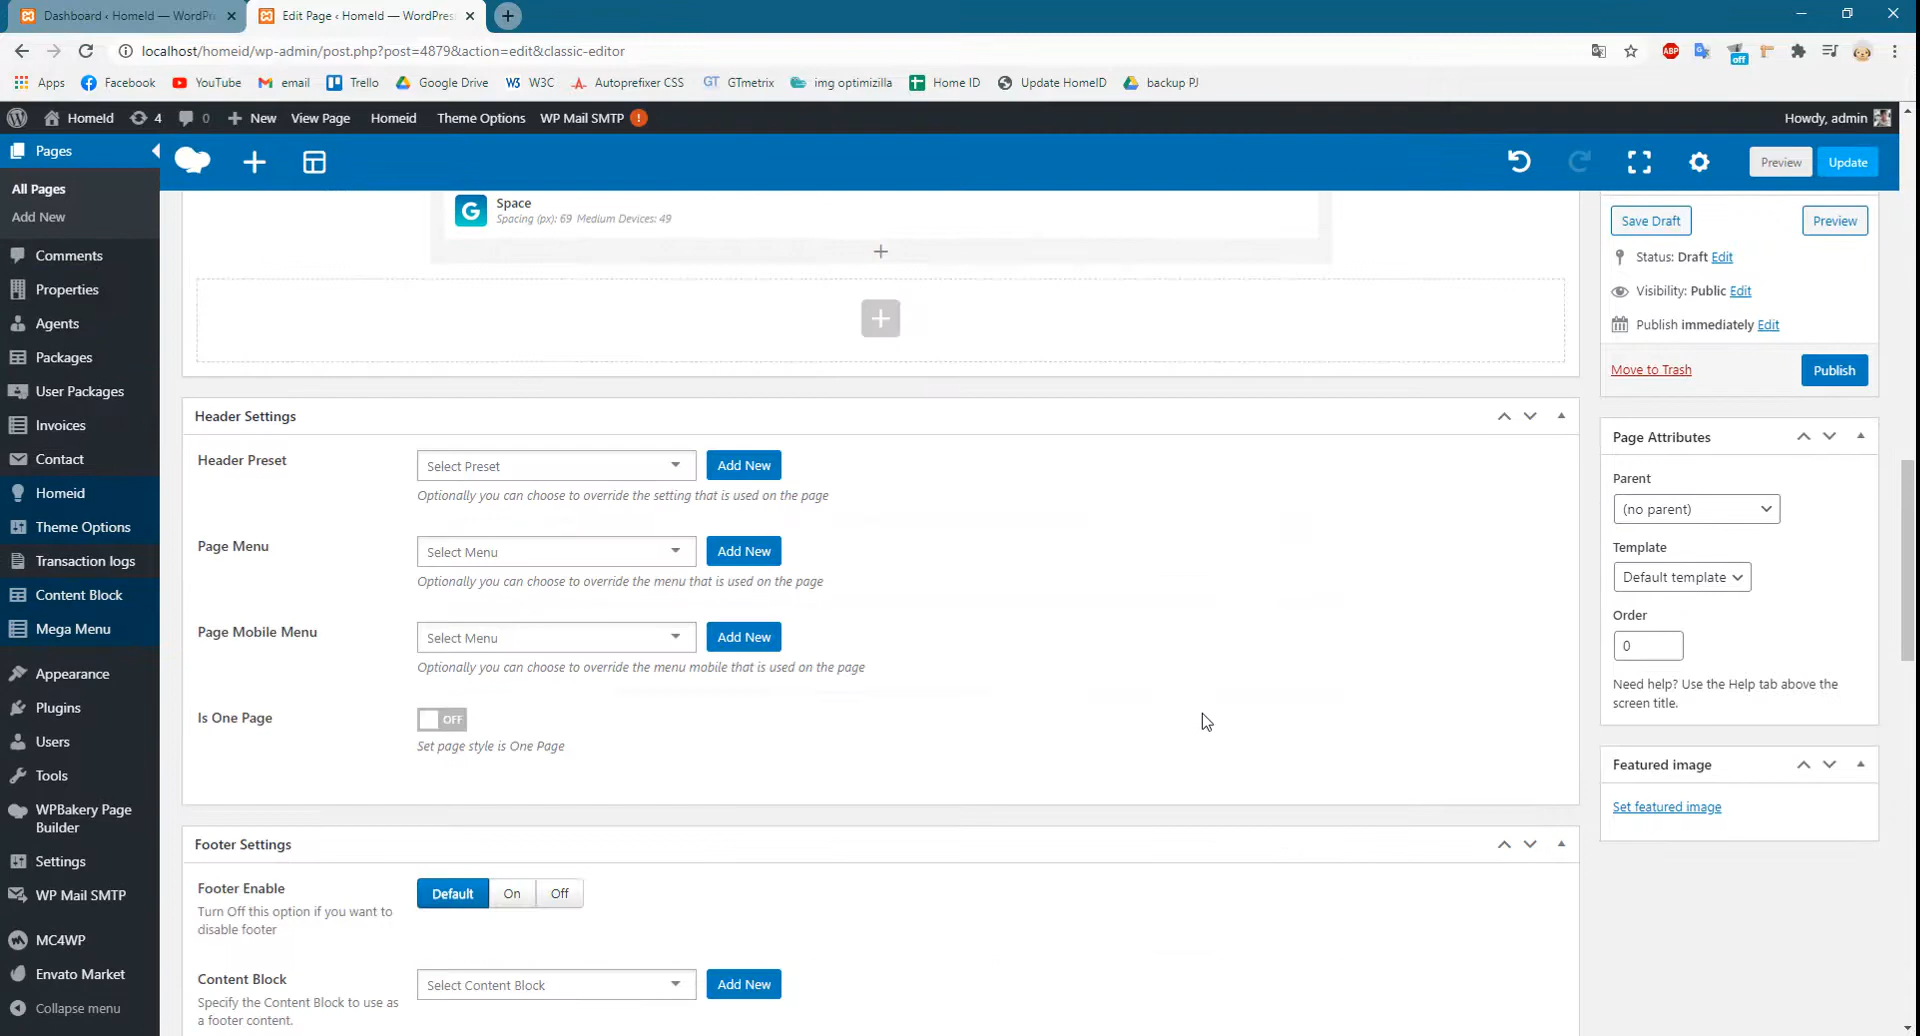 Dashboard ‹ HomeId — WordPr
Edit Page ‹ HomeId — WordPress
localhost/homeid/wp-admin/post.php?post=4879&action=edit&classic-editor
ABP
off
Apps
Facebook
YouTube
email
Trello
Google Drive
W3C
Autoprefixer CSS
GT GTmetrix
img optimizilla
Home ID
Update HomeID
backup PJ
HomeId
4
0
New
View Page
Homeid
Theme Options
WP Mail SMTP !
Howdy, admin
Pages
All Pages
Add New
Comments
Properties
Agents
Packages
User Packages
Invoices
Contact
Homeid
Theme Options
Transaction logs
Content Block
Mega Menu
Appearance
Plugins
Users
Tools
WPBakery Page
Builder
Settings
WP Mail SMTP
MC4WP
Envato Market
Collapse menu
Preview
Update
G
Space
Spacing (px): 69 Medium Devices: 49
Header Settings
Header Preset
Select Preset
Add New
Optionally you can choose to override the setting that is used on the page
Page Menu
Select Menu
Add New
Optionally you can choose to override the menu that is used on the page
Page Mobile Menu
Select Menu
Add New
Optionally you can choose to override the menu mobile that is used on the page
Is One Page
OFF
Set page style is One Page
Footer Settings
Footer Enable
Turn Off this option if you want to
disable footer
Default
On
Off
Content Block
Specify the Content Block to use as
a footer content.
Select Content Block
Add New
Save Draft
Preview
Status: Draft Edit
Visibility: Public Edit
Publish immediately Edit
Move to Trash
Publish
Page Attributes
Parent
(no parent)
Template
Default template
Order
0
Need help? Use the Help tab above the
screen title.
Featured image
Set featured image